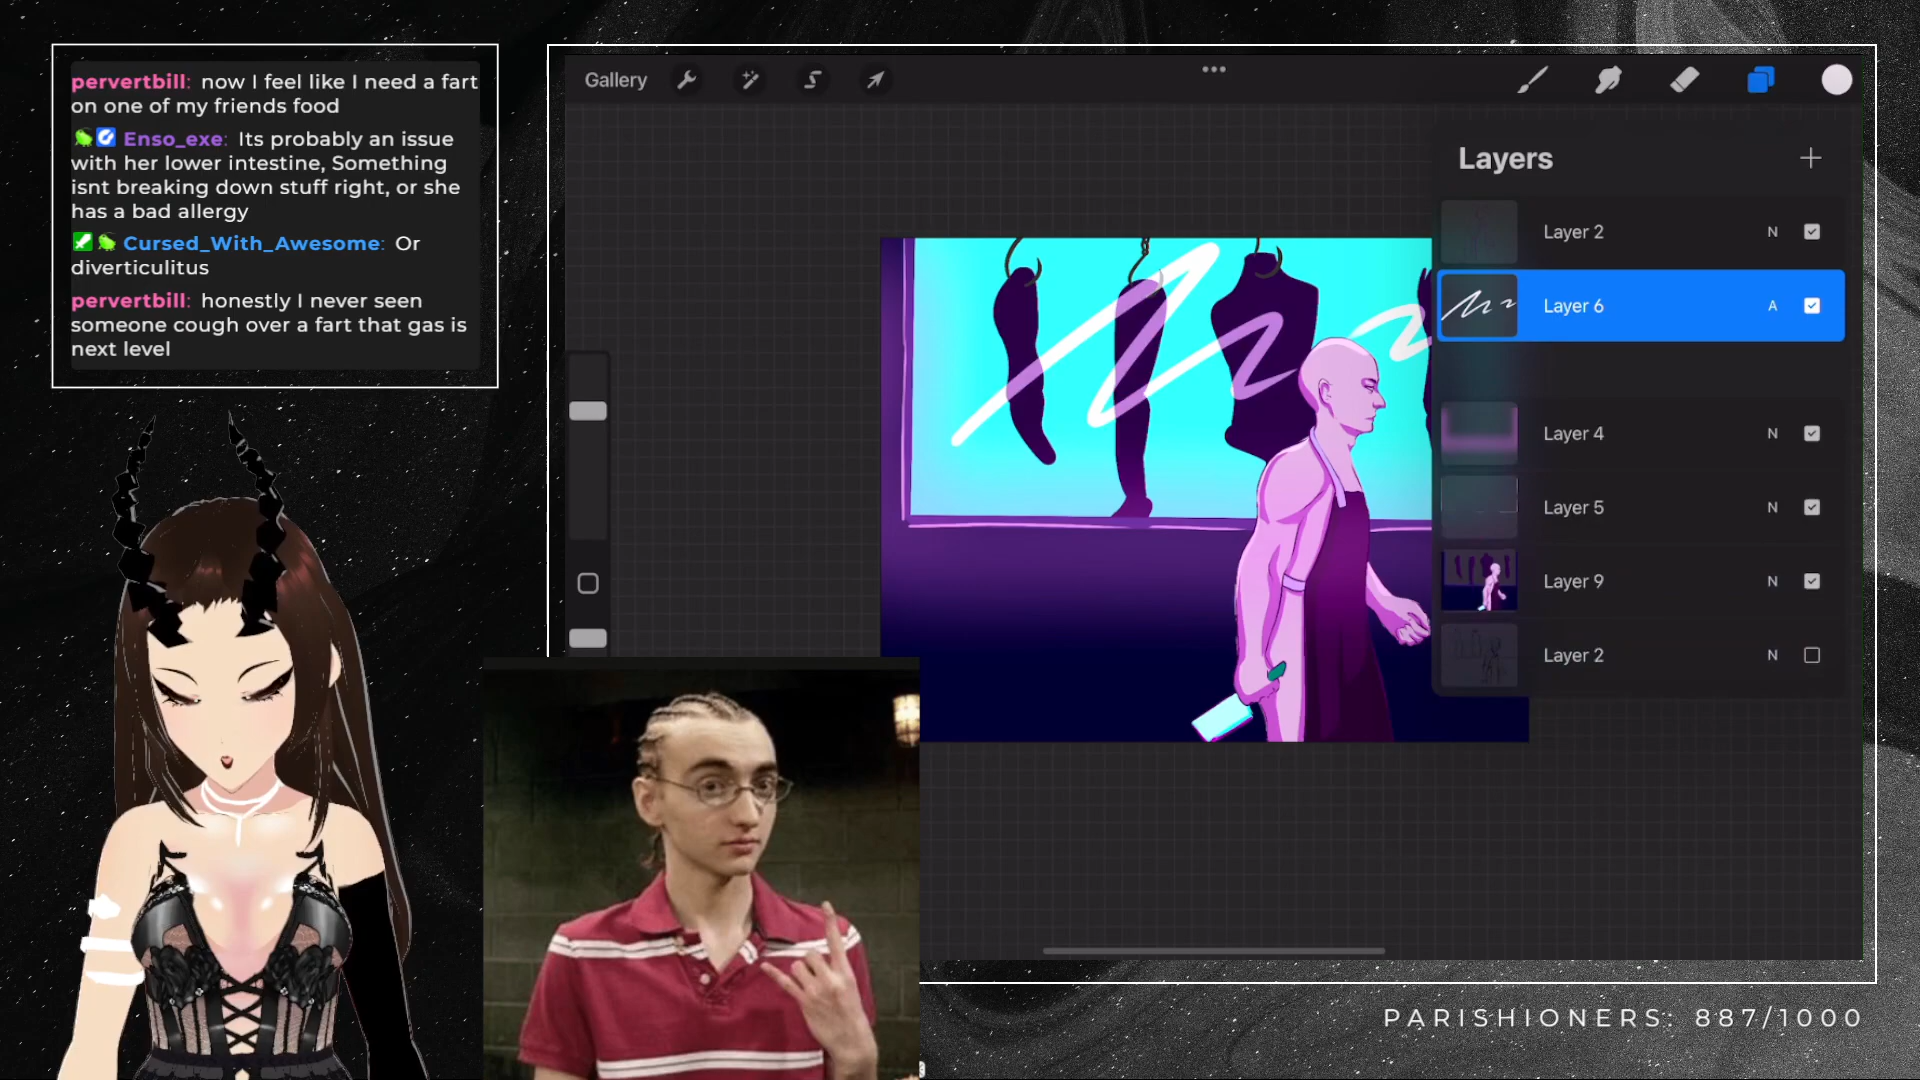 pervertbill: now I feel like I need a fart
on one of my friends food
Enso_exe: Its probably an issue
with her lower intestine, Something
isnt breaking down stuff right, or she
has a bad allergy
Cursed_With_Awesome: Or
diverticulitus
pervertbill: honestly I never seen
someone cough over a fart that gas is
next level
Gallery
Layers
Layer 2 N
Layer 6 A
Layer 4 N
Layer 5 N
Layer 9 N
Layer 2 N
PARISHIONERS: 887/1000